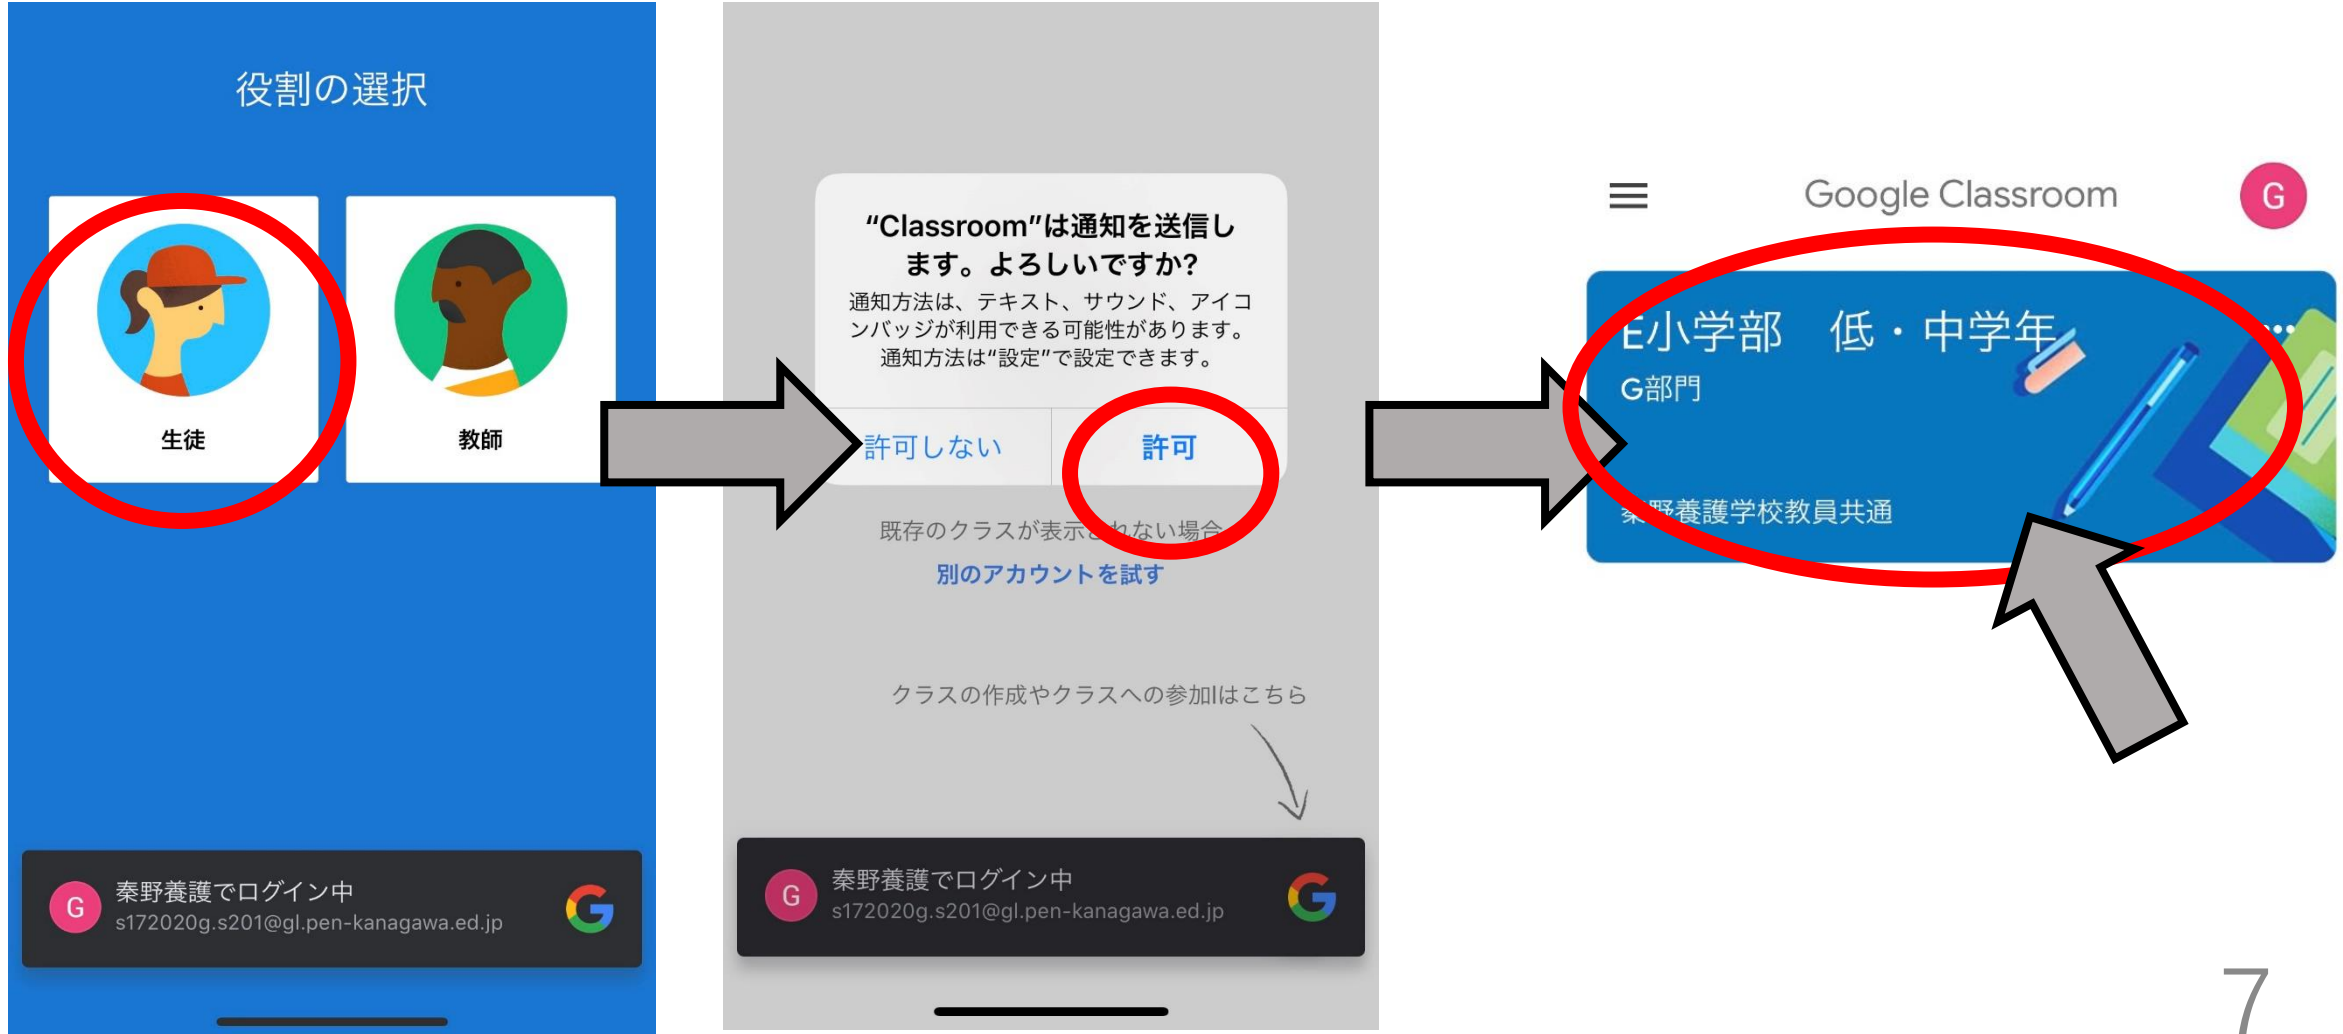 役割の選択
生徒
教師
G
秦野養護でログイン中
s172020g.s201@gl.pen-kanagawa.ed.jp
“Classroom”は通知を送信し
ます。よろしいですか?
通知方法は、テキスト、サウンド、アイコ
ンバッジが利用できる可能性があります。
通知方法は“設定”で設定できます。
許可しない
許可
既存のクラスが表示されない場合
別のアカウントを試す
クラスの作成やクラスへの参加はこちら
G
秦野養護でログイン中
s172020g.s201@gl.pen-kanagawa.ed.jp
Google Classroom
G
E小学部 低・中学年
G部門
秦野養護学校教員共通
7